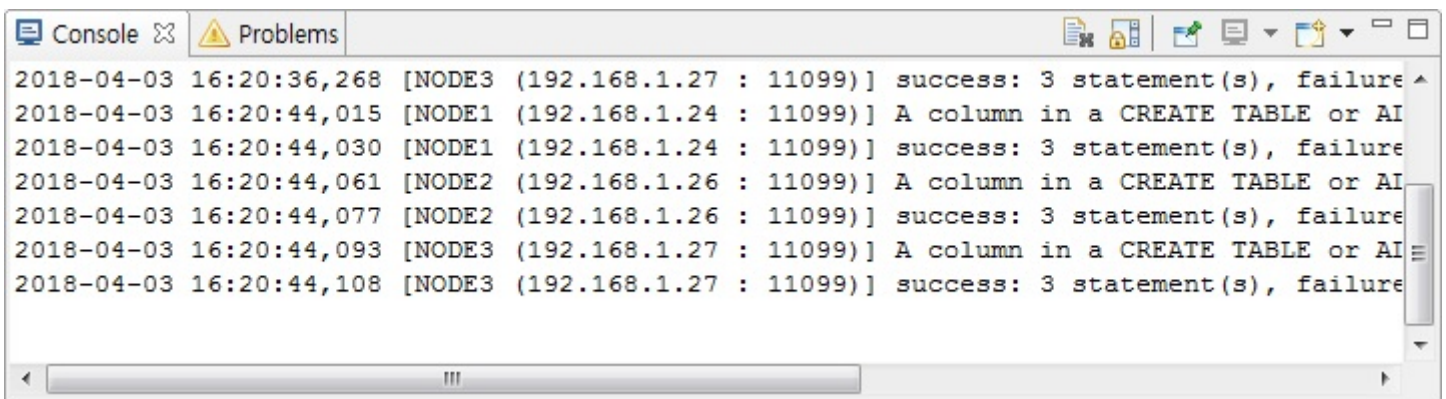 Console Problems
2018-04-03 16:20:36,268 [NODE3 (192.168.1.27 : 11099)] success: 3 statement(s), failure
2018-04-03 16:20:44,015 [NODE1 (192.168.1.24 : 11099)] A column in a CREATE TABLE or
2018-04-03 16:20:44,030 [NODE1 (192.168.1.24 : 11099)] success: 3 statement(s), failure
2018-04-03 16:20:44,061 [NODE2 (192.168.1.26 : 11099)] A column in a CREATE TABLE or
2018-04-03 16:20:44,077 [NODE2 (192.168.1.26 : 11099)] success: 3 statement(s), failure
2018-04-03 16:20:44,093 [NODE3 (192.168.1.27 : 11099)] A column in a CREATE TABLE or
2018-04-03 16:20:44,108 [NODE3 (192.168.1.27 : 11099)] success: 3 statement(s), failure